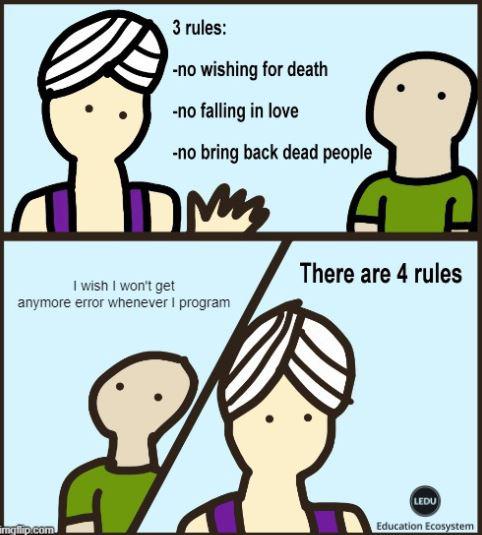 3 rules:
-no wishing for death
-no falling in love
-no bring back dead people
I wish I won't get
anymore error whenever I program
There are 4 rules
LEDU
Education Ecosystem
imgflip.com